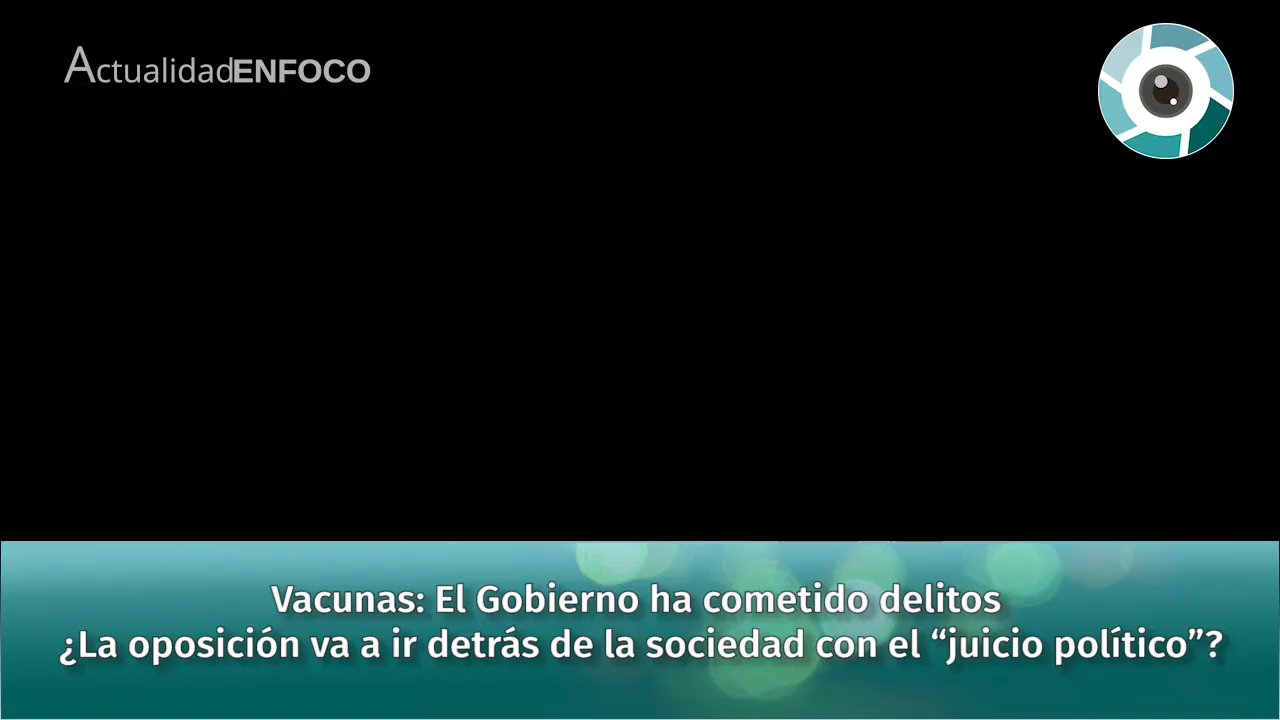 ActualidadENFOCO
Vacunas: El Gobierno ha cometido delitos
¿La oposición va a ir detrás de la sociedad con el “juicio político”?